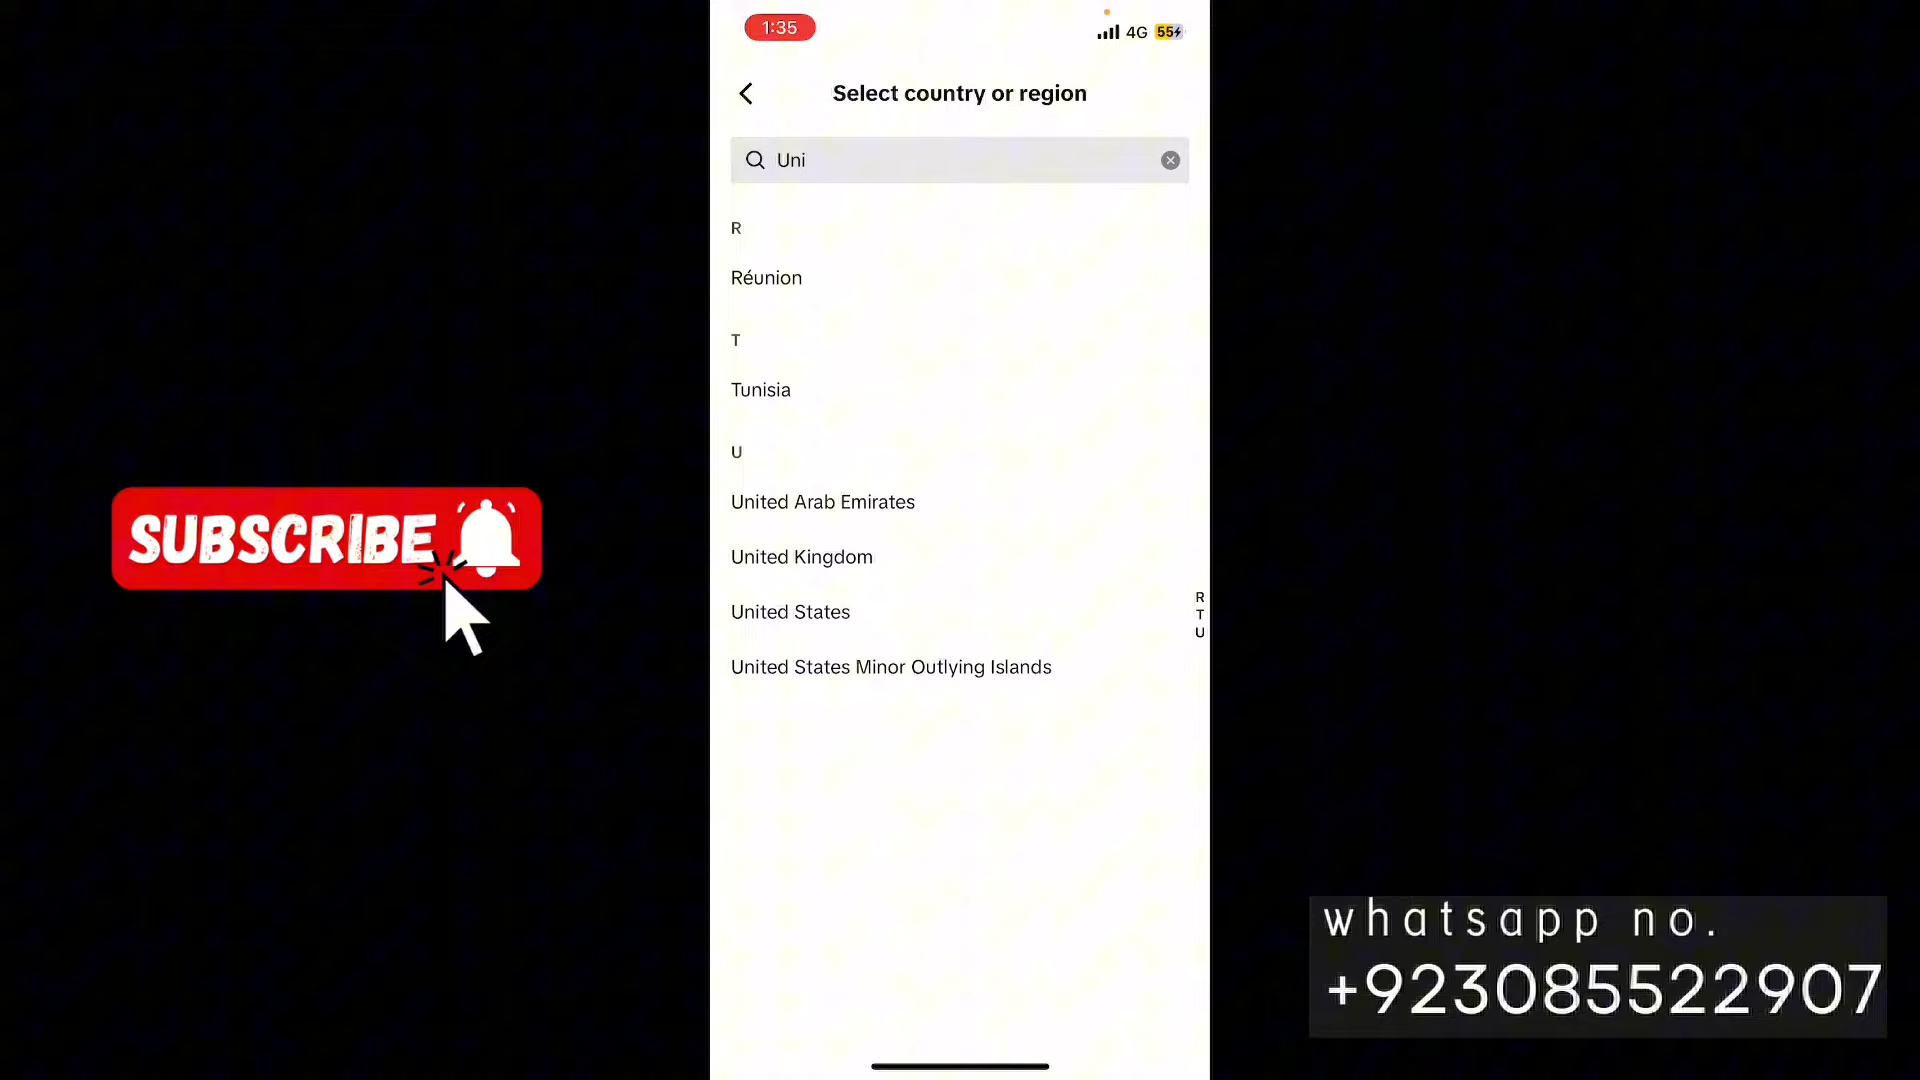 1:35
4G 55
Select country or region
Uni
R
Réunion
T
Tunisia
U
United Arab Emirates
United Kingdom
United States
United States Minor Outlying Islands
R
T
U
SUBSCRIBE
whatsapp no.
+923085522907